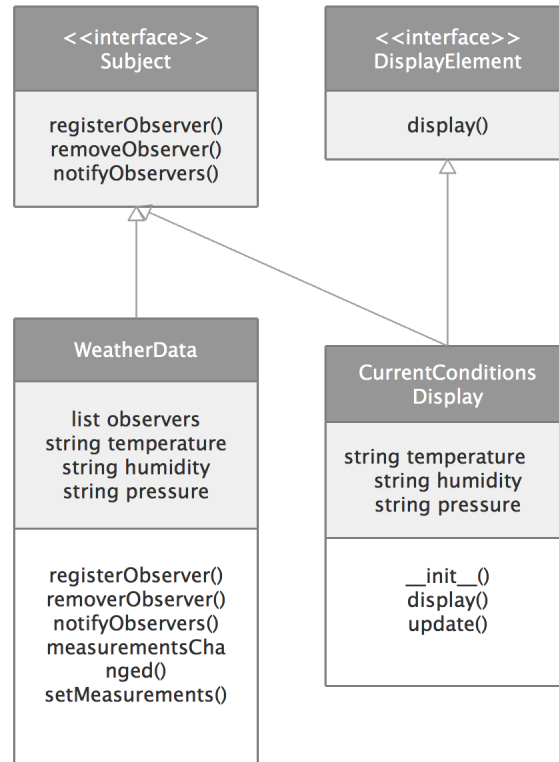 <<interface>>
Subject
registerObserver()
removeObserver()
notifyObservers()
<<interface>>
DisplayElement
display()
WeatherData
list observers
string temperature
string humidity
string pressure
registerObserver()
removerObserver()
notifyObservers()
measurementsCha
nged()
setMeasurements()
CurrentConditions
Display
string temperature
string humidity
string pressure
__init__()
display()
update()